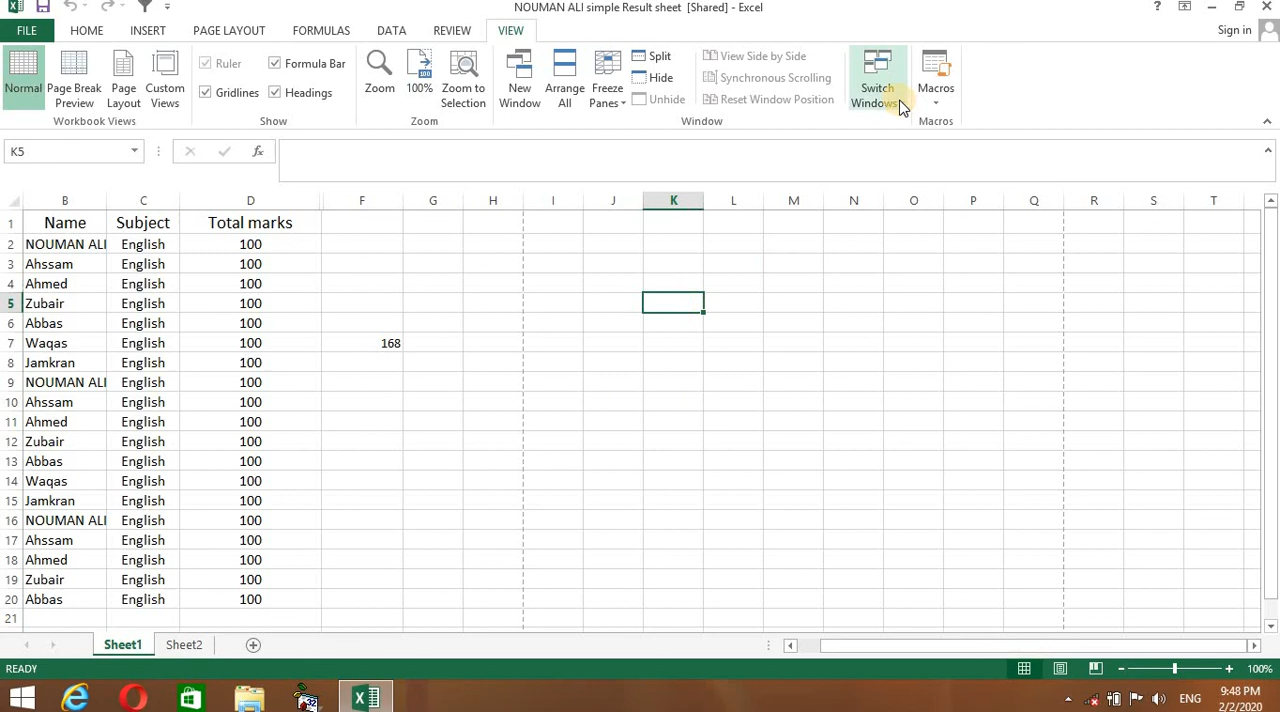 NOUMAN ALI simple Result sheet [Shared] - Excel
?
FILE HOME INSERT PAGE LAYOUT FORMULAS DATA REVIEW VIEW Sign in
Normal
Page Break Preview
Page Layout
Custom Views
Workbook Views
Ruler
Formula Bar
Gridlines
Headings
Show
Zoom
100
100%
Zoom to Selection
Zoom
New Window
Arrange All
Freeze Panes
Split
Hide
Unhide
View Side by Side
Synchronous Scrolling
Reset Window Position
Window
Switch Windows
Macros
Macros
K5 fx
B C D F G H I J K L M N O P Q R S T
1 Name Subject Total marks
2 NOUMAN ALI English 100
3 Ahssam English 100
4 Ahmed English 100
5 Zubair English 100
6 Abbas English 100
7 Waqas English 100 168
8 Jamkran English 100
9 NOUMAN ALI English 100
10 Ahssam English 100
11 Ahmed English 100
12 Zubair English 100
13 Abbas English 100
14 Waqas English 100
15 Jamkran English 100
16 NOUMAN ALI English 100
17 Ahssam English 100
18 Ahmed English 100
19 Zubair English 100
20 Abbas English 100
21
Sheet1 Sheet2
READY 100%
32
ENG
9:48 PM
2/2/2020